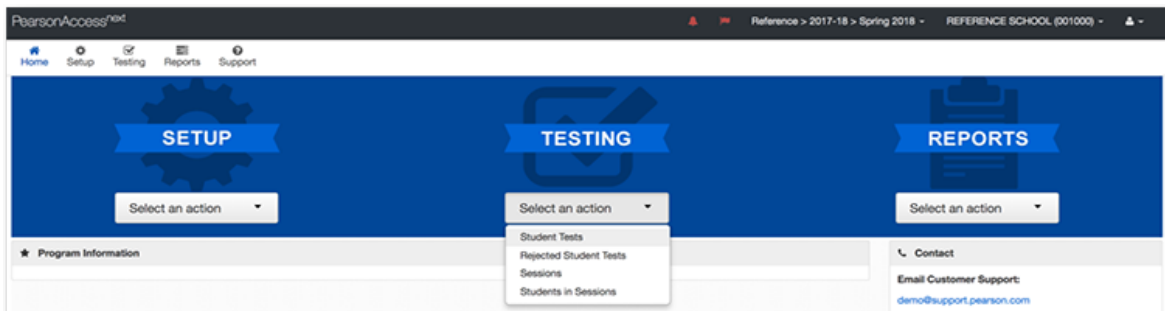 PearsonAccessnext
Reference > 2017-18 > Spring 2018
REFERENCE SCHOOL (001000)
Home
Setup
Testing
Reports
Support
SETUP
Select an action
TESTING
Select an action
Student Tests
Rejected Student Tests
Sessions
Students in Sessions
REPORTS
Select an action
Program Information
Contact
Email Customer Support:
demo@support.pearson.com